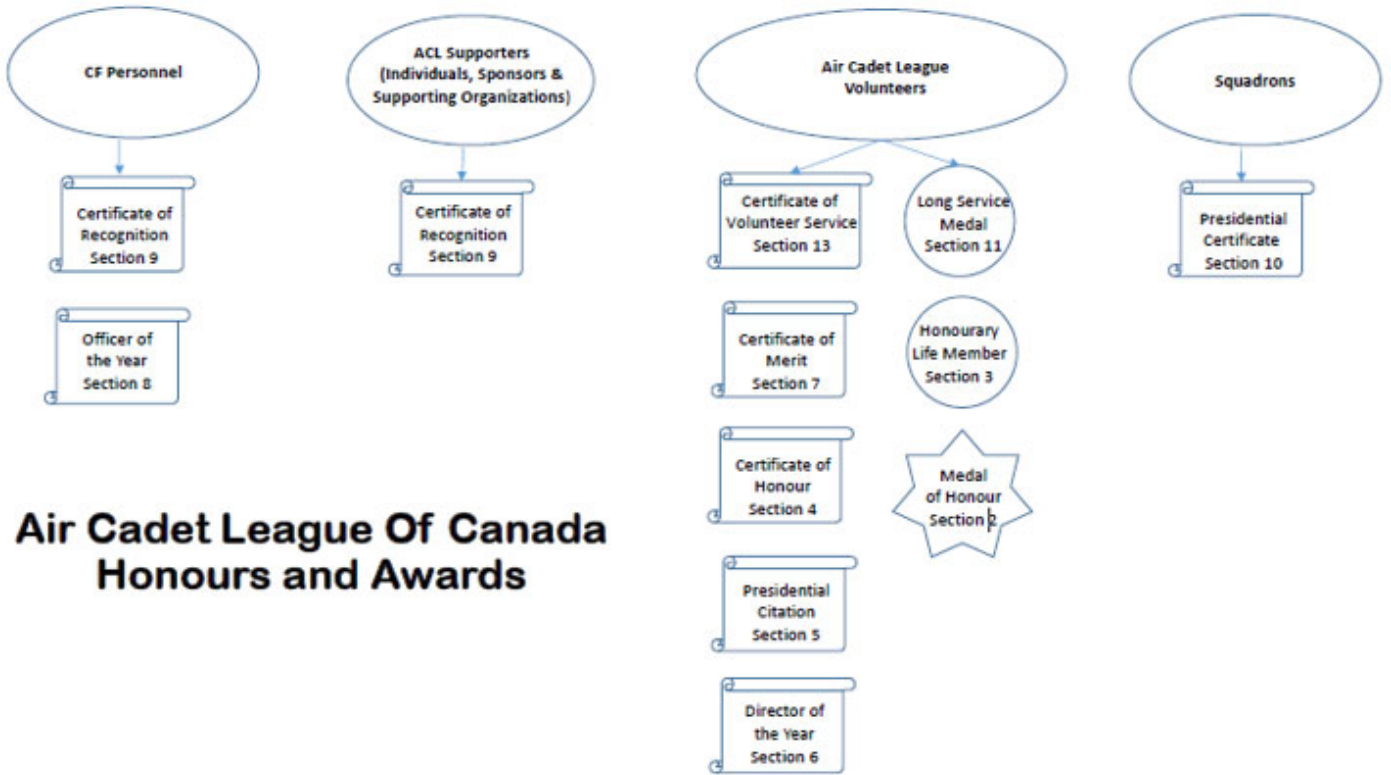 CF Personnel
Certificate of
Recognition
Section 9
Officer of
the Year
Section 8
ACL Supporters
(Individuals, Sponsors &
Supporting Organizations)
Certificate of
Recognition
Section 9
Air Cadet League
Volunteers
Certificate of
Volunteer Service
Section 13
Certificate of
Merit
Section 7
Certificate of
Honour
Section 4
Presidential
Citation
Section 5
Director of
the Year
Section 6
Long Service
Medal
Section 11
Honourary
Life Member
Section 3
Medal
of Honour
Section 2
Squadrons
Presidential
Certificate
Section 10
Air Cadet League Of Canada
Honours and Awards